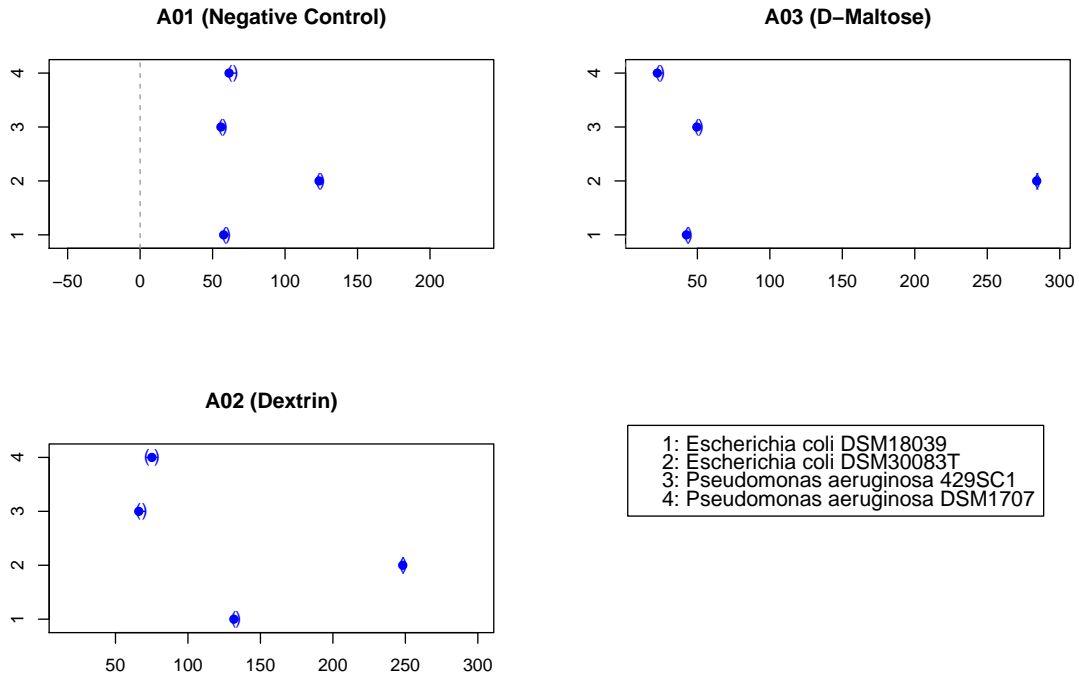 A01 (Negative Control)
4
3
2
1
−50 0 50 100 150 200
A03 (D−Maltose)
4
3
2
1
50 100 150 200 250 300
A02 (Dextrin)
4
3
2
1
50 100 150 200 250 300
1: Escherichia coli DSM18039
2: Escherichia coli DSM30083T
3: Pseudomonas aeruginosa 429SC1
4: Pseudomonas aeruginosa DSM1707